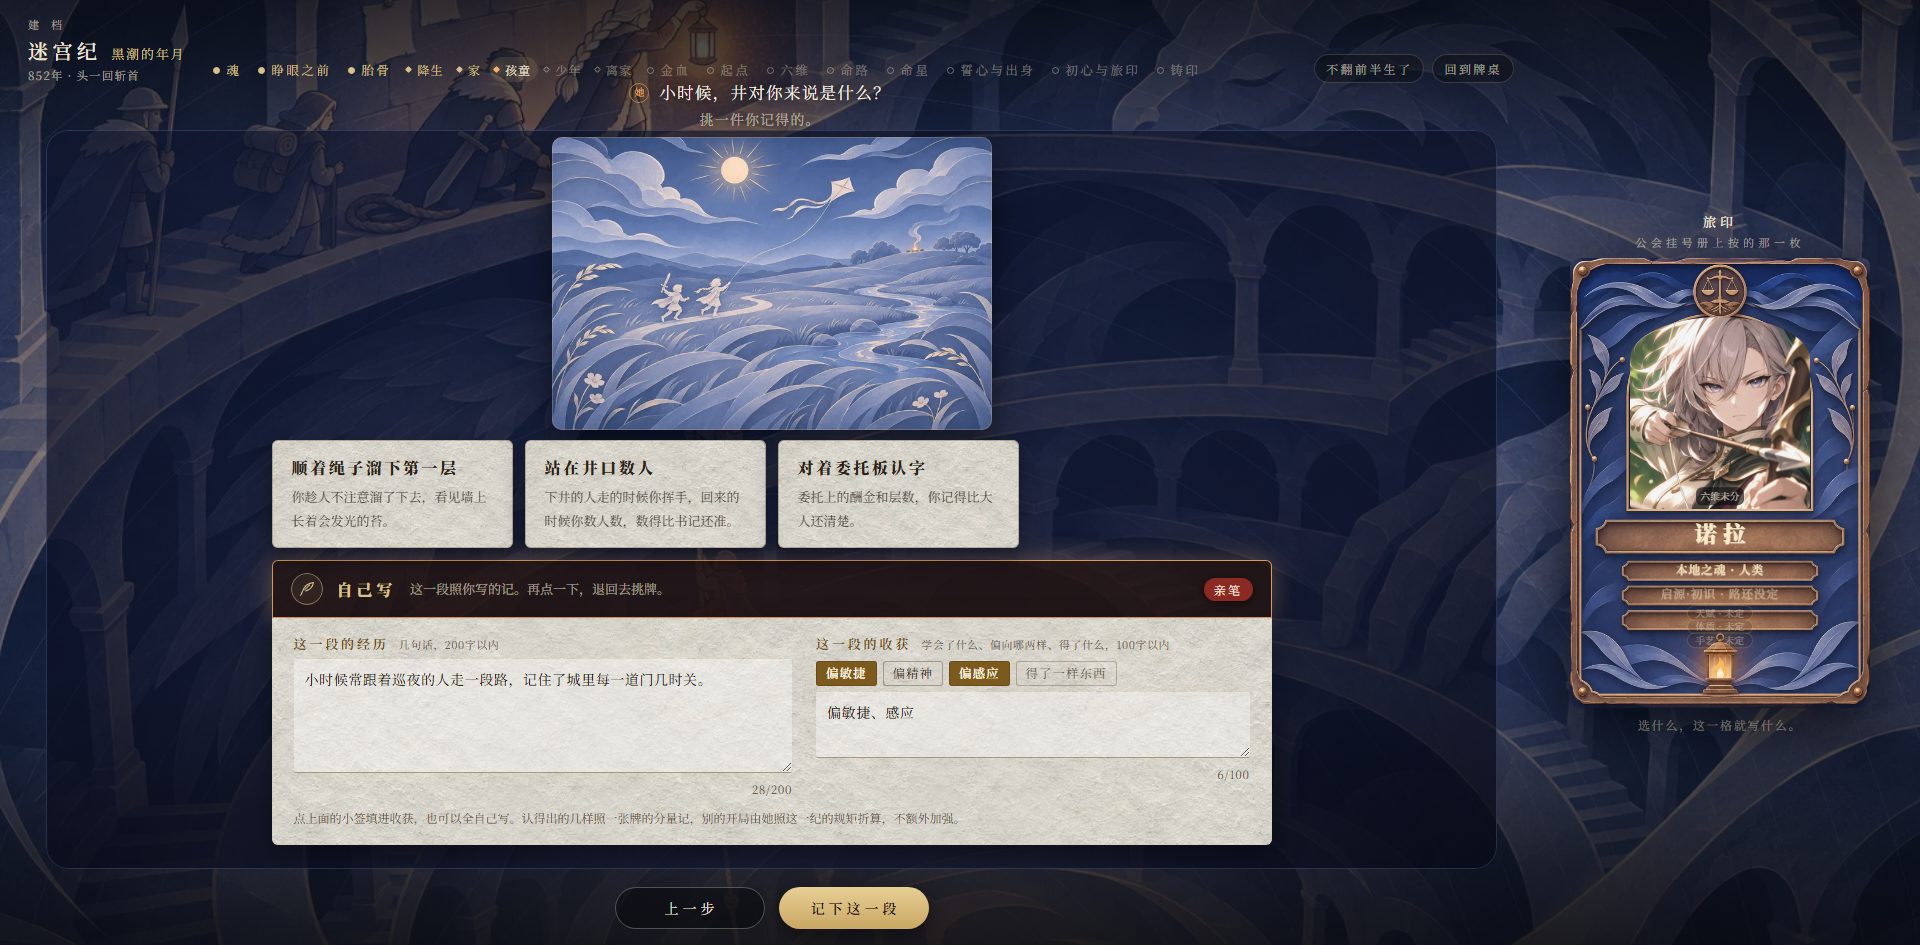 建 档
迷宫纪 黑潮的年月
852年 · 头一回斩首
魂 睁眼之前 胎骨 降生 家 孩童 少年 离家 金血 起点 六维 命路 命星 誓心与出身 初心与旅印 铸印
不翻前半生了 回到牌桌
她 小时候，井对你来说是什么？
挑一件你记得的。
旅印
公会挂号册上按的那一枚
六维未分
诺拉
本地之魂 · 人类
启源·初识 · 路还没定
天赋 · 未定
体质 · 未定
手艺 · 未定
选什么，这一格就写什么。
顺着绳子溜下第一层
你趁人不注意溜了下去，看见墙上
长着会发光的苔。
站在井口数人
下井的人走的时候你挥手，回来的
时候你数人数，数得比书记还准。
对着委托板认字
委托上的酬金和层数，你记得比大
人还清楚。
自己写 这一段照你写的记。再点一下，退回去挑牌。 亲笔
这一段的经历 几句话，200字以内
小时候常跟着巡夜的人走一段路，记住了城里每一道门几时关。
28/200
这一段的收获 学会了什么、偏向哪两样、得了什么，100字以内
偏敏捷 偏精神 偏感应 得了一样东西
偏敏捷、感应
6/100
点上面的小签填进收获，也可以全自己写。认得出的几样照一张牌的分量记，别的开局由她照这一纪的规矩折算，不额外加强。
上一步 记下这一段